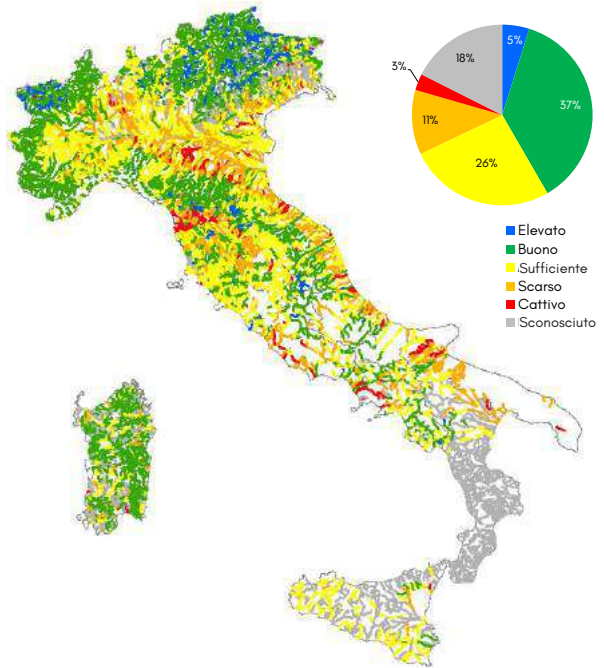 5%
18%
3%
37%
11%
26%
Elevato
Buono
Sufficiente
Scarso
Cattivo
Sconosciuto